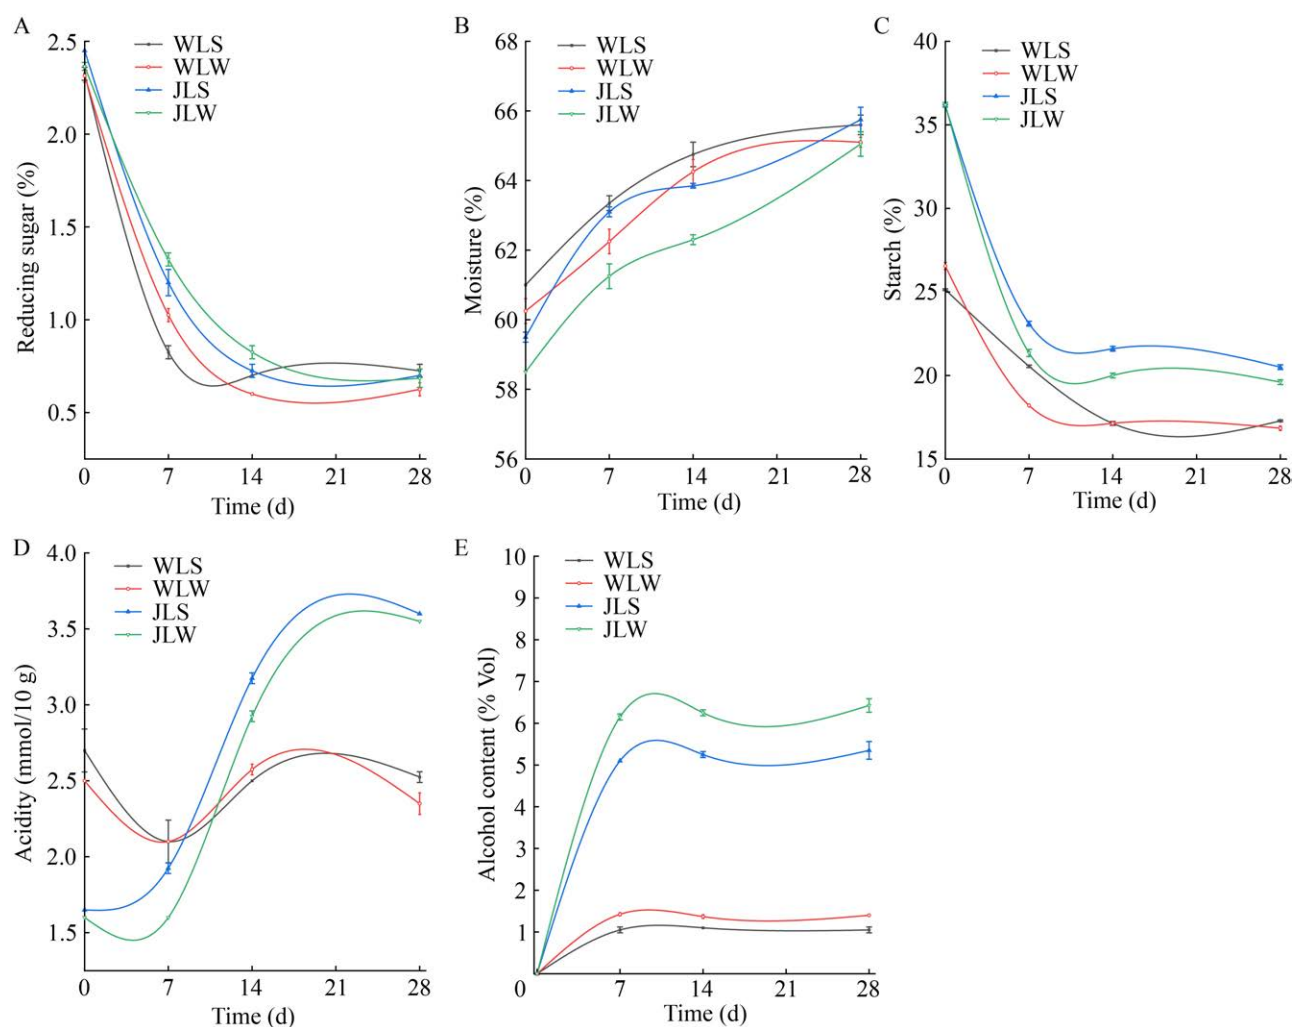 A
WLS
WLW
JLS
JLW
2.5
2.0
1.5
1.0
0.5
0 7 14 21 28
Reducing sugar (%)
Time (d)
B
WLS
WLW
JLS
JLW
68
66
64
62
60
58
56
0 7 14 21 28
Moisture (%)
Time (d)
C
WLS
WLW
JLS
JLW
40
35
30
25
20
15
0 7 14 21 28
Starch (%)
Time (d)
D
WLS
WLW
JLS
JLW
4.0
3.5
3.0
2.5
2.0
1.5
0 7 14 21 28
Acidity (mmol/10 g)
Time (d)
E
WLS
WLW
JLS
JLW
10
9
8
7
6
5
4
3
2
1
0 7 14 21 28
Alcohol content (% Vol)
Time (d)